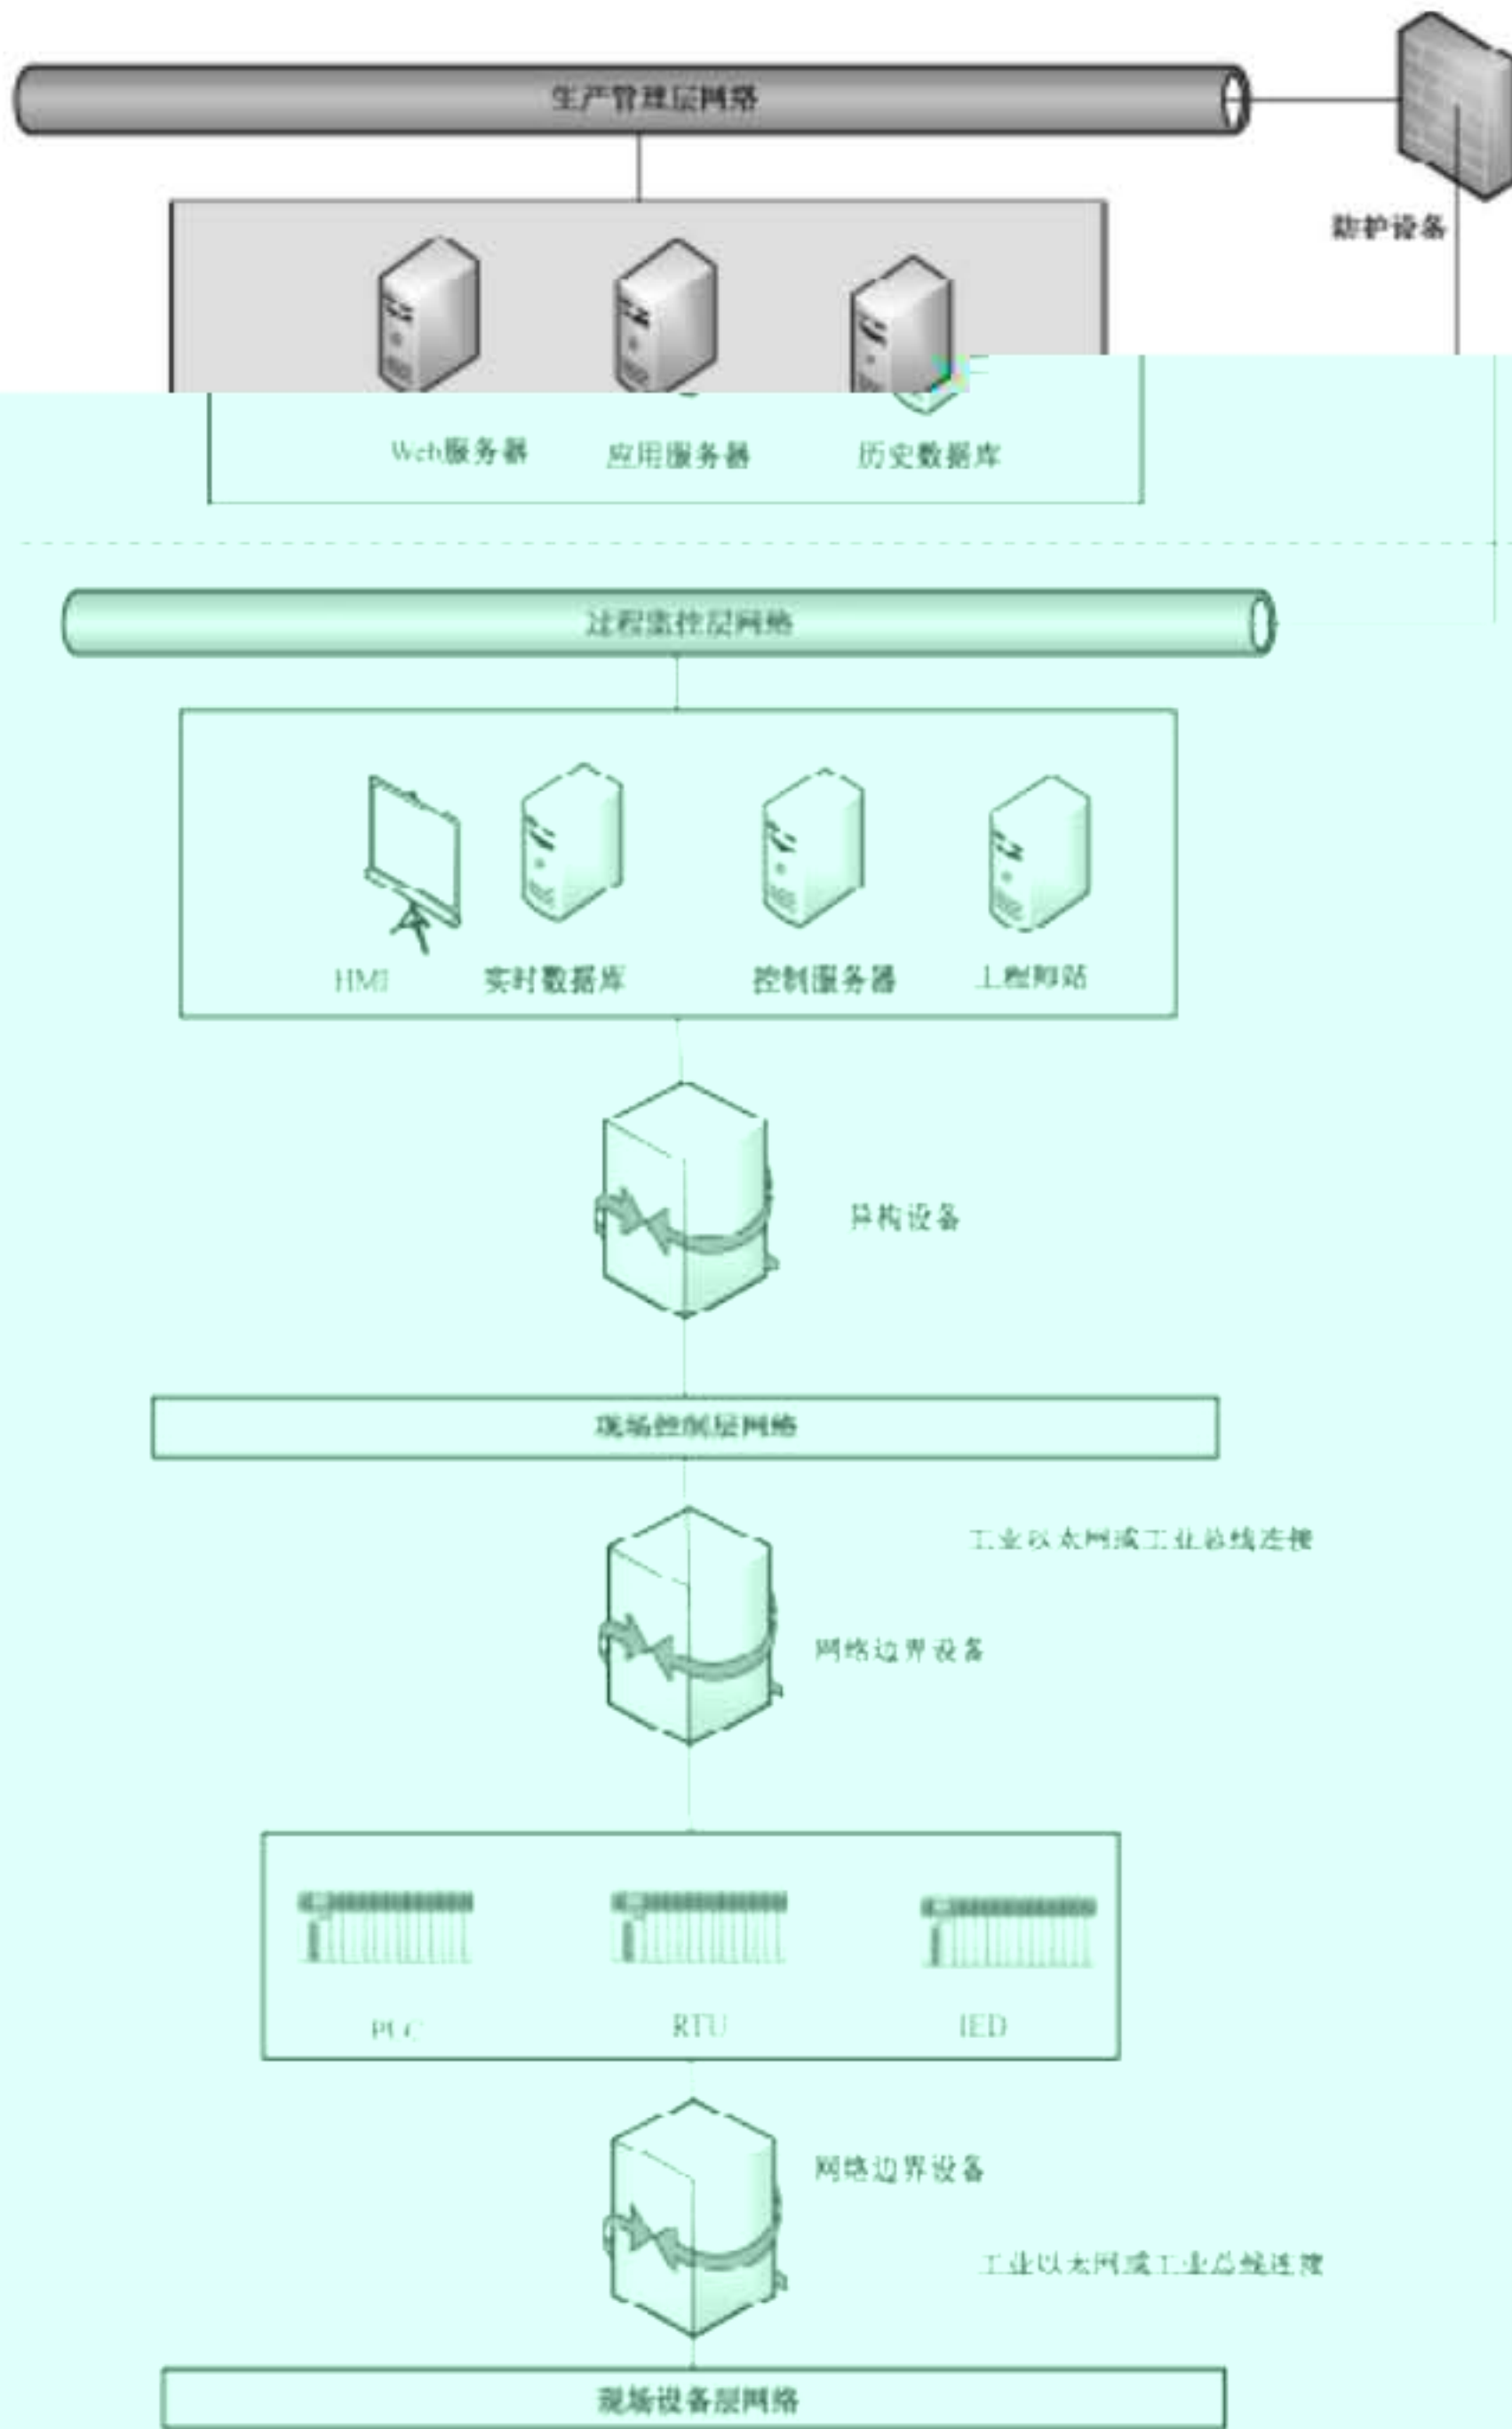 生产管理层网络
防护设备
Web服务器 应用服务器 历史数据库
过程监控层网络
HMI 实时数据库 控制服务器 工程师站
异构设备
现场控制层网络
工业以太网或工业总线连接
网络边界设备
PLC RTU IED
网络边界设备
工业以太网或工业总线连接
现场设备层网络